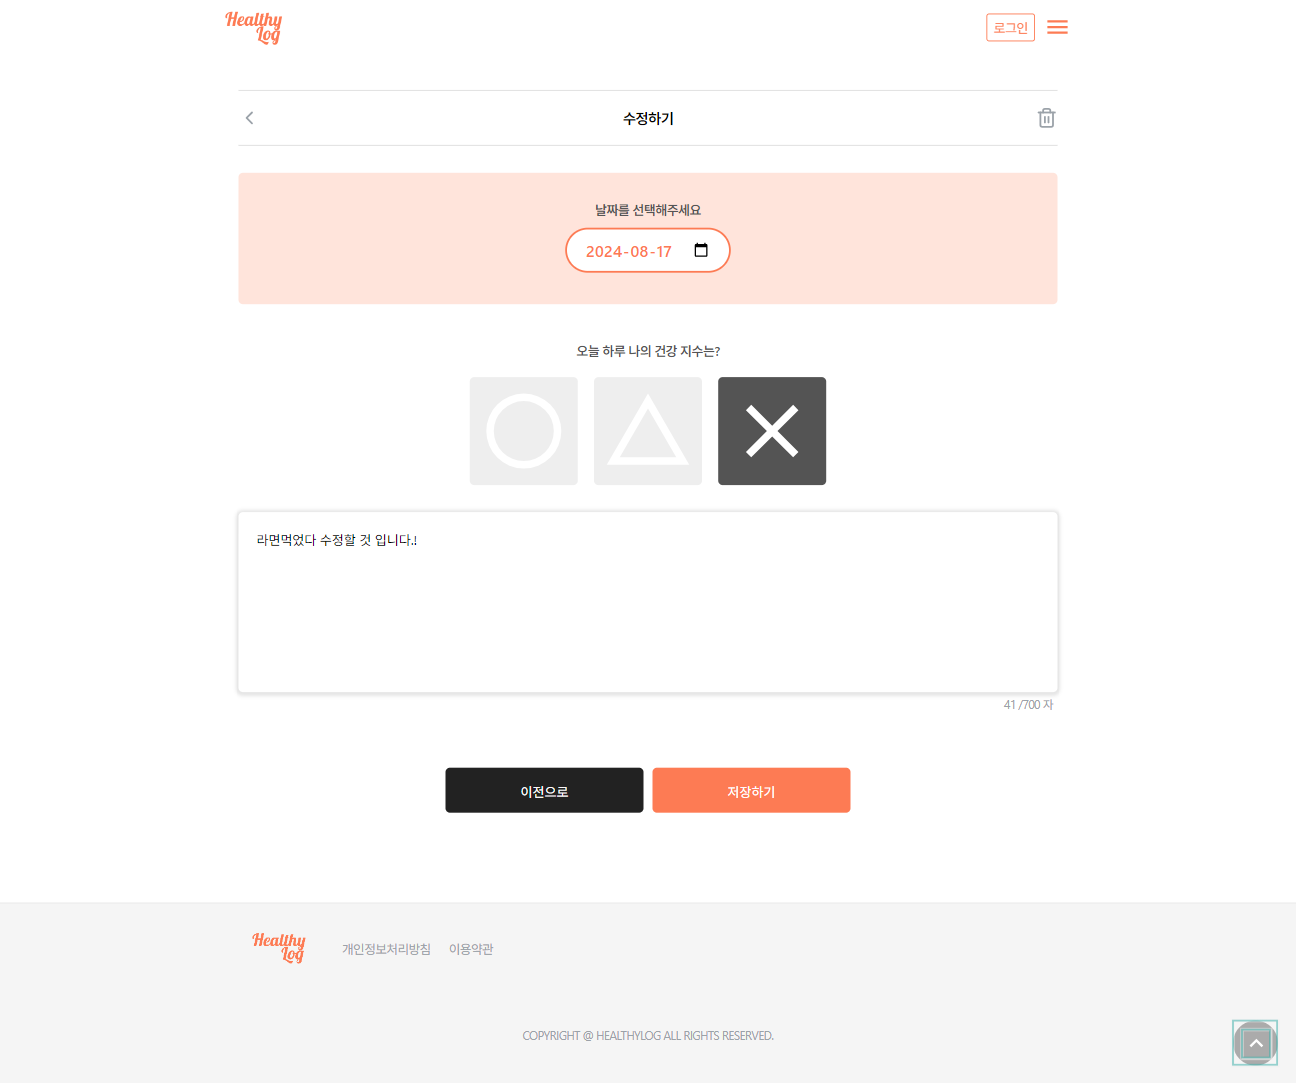 Healthy
Log
로그인
수정하기
날짜를 선택해주세요
2024-08-17
오늘 하루 나의 건강 지수는?
라면먹었다 수정할 것 입니다.!
41 /700 자
이전으로
저장하기
Healthy
Log
개인정보처리방침
이용약관
COPYRIGHT @ HEALTHYLOG ALL RIGHTS RESERVED.